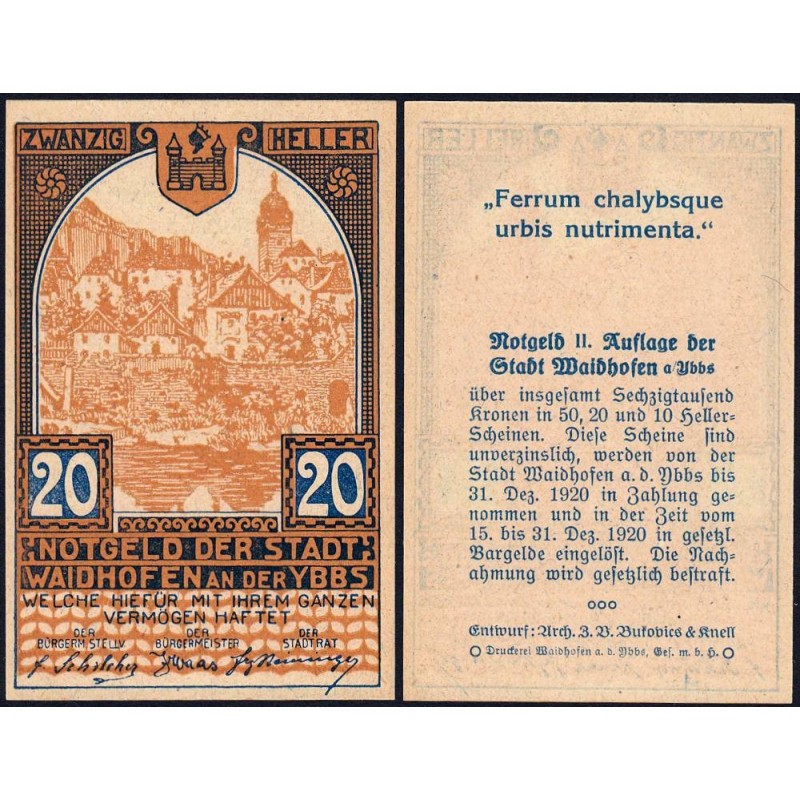 ZWANZIG HELLER
20 20
NOTGELD DER STADT
WAIDHOFEN AN DER YBBS
WELCHE HIEFÜR MIT IHREM GANZEN
VERMÖGEN HAFTET
DER DER DER
BÜRGERM. STELLV. BÜRGERMEISTER STADTRAT
„Ferrum chalybsque
urbis nutrimenta.“
Notgeld II. Auflage der
Stadt Waidhofen a/Ybbs
über insgesamt Sechzigtausend
Kronen in 50, 20 und 10 Heller-
Scheinen. Diese Scheine sind
unverzinslich, werden von der
Stadt Waidhofen a. d. Ybbs bis
31. Dez. 1920 in Zahlung ge-
nommen und in der Zeit vom
15. bis 31. Dez. 1920 in gesetzl.
Bargelde eingelöst. Die Nach-
ahmung wird gesetzlich bestraft.
Entwurf: Arch. J. V. Bukovics & Knell
Druckerei Waidhofen a. d. Ybbs, Ges. m. b. H.